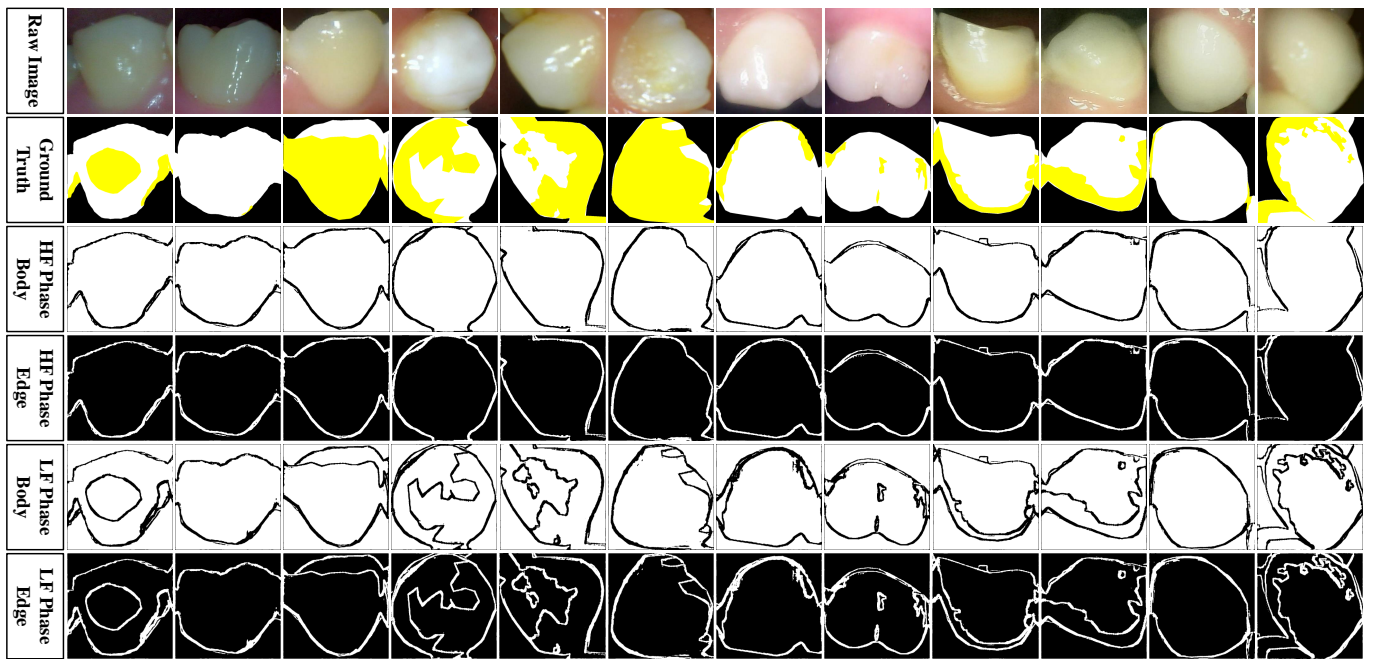 Raw Image
Ground
Truth
HF Phase
Body
HF Phase
Edge
LF Phase
Body
LF Phase
Edge